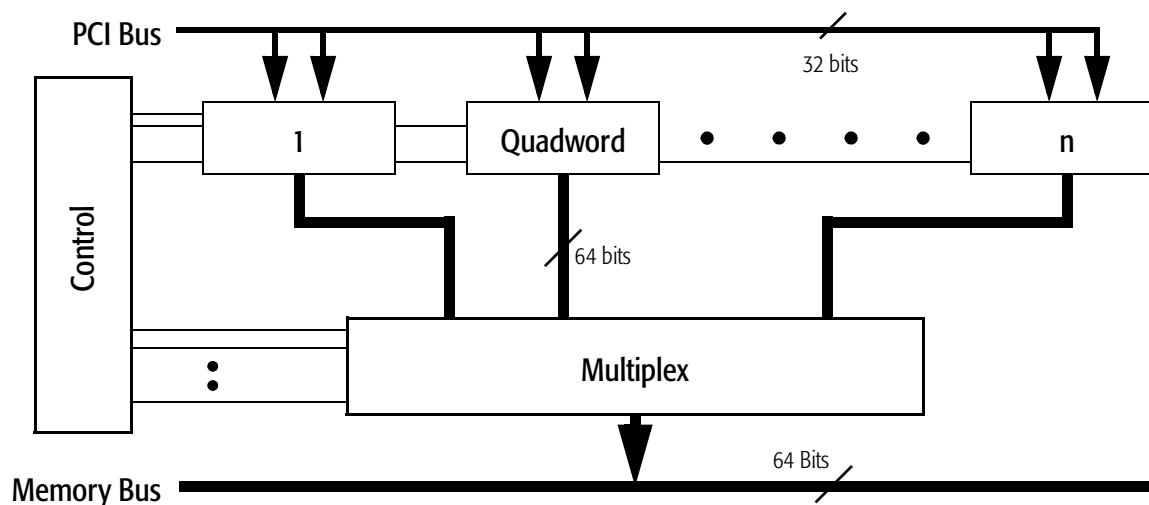 PCI Bus
32 bits
1
Quadword
n
Control
64 bits
Multiplex
64 Bits
Memory Bus